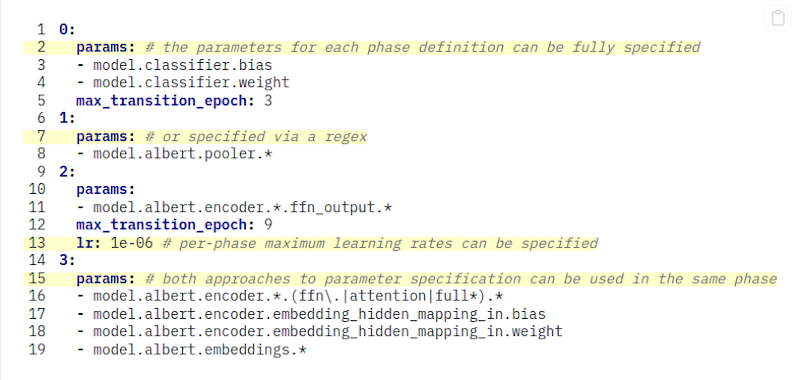 1 0:
2   params: # the parameters for each phase definition can be fully specified
3   - model.classifier.bias
4   - model.classifier.weight
5   max_transition_epoch: 3
6 1:
7   params: # or specified via a regex
8   - model.albert.pooler.*
9 2:
10   params:
11   - model.albert.encoder.*.ffn_output.*
12   max_transition_epoch: 9
13   lr: 1e-06 # per-phase maximum learning rates can be specified
14 3:
15   params: # both approaches to parameter specification can be used in the same phase
16   - model.albert.encoder.*.(ffn\.|attention|full*).*
17   - model.albert.encoder.embedding_hidden_mapping_in.bias
18   - model.albert.encoder.embedding_hidden_mapping_in.weight
19   - model.albert.embeddings.*